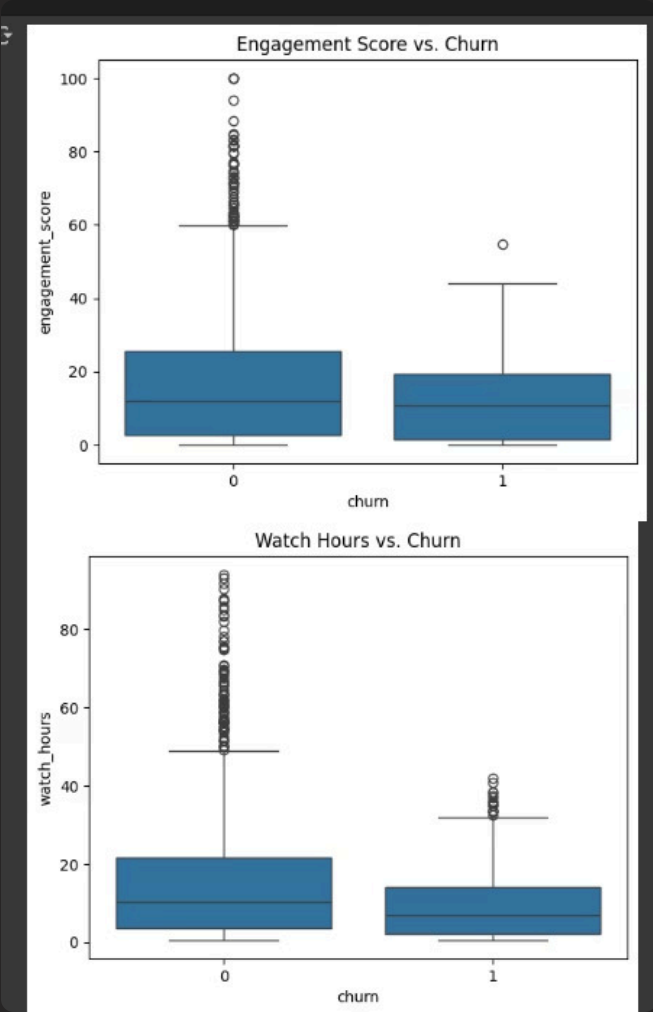 Engagement Score vs. Churn
100
80
60
40
20
0
engagement_score
0 1
churn
Watch Hours vs. Churn
80
60
40
20
0
watch_hours
0 1
churn